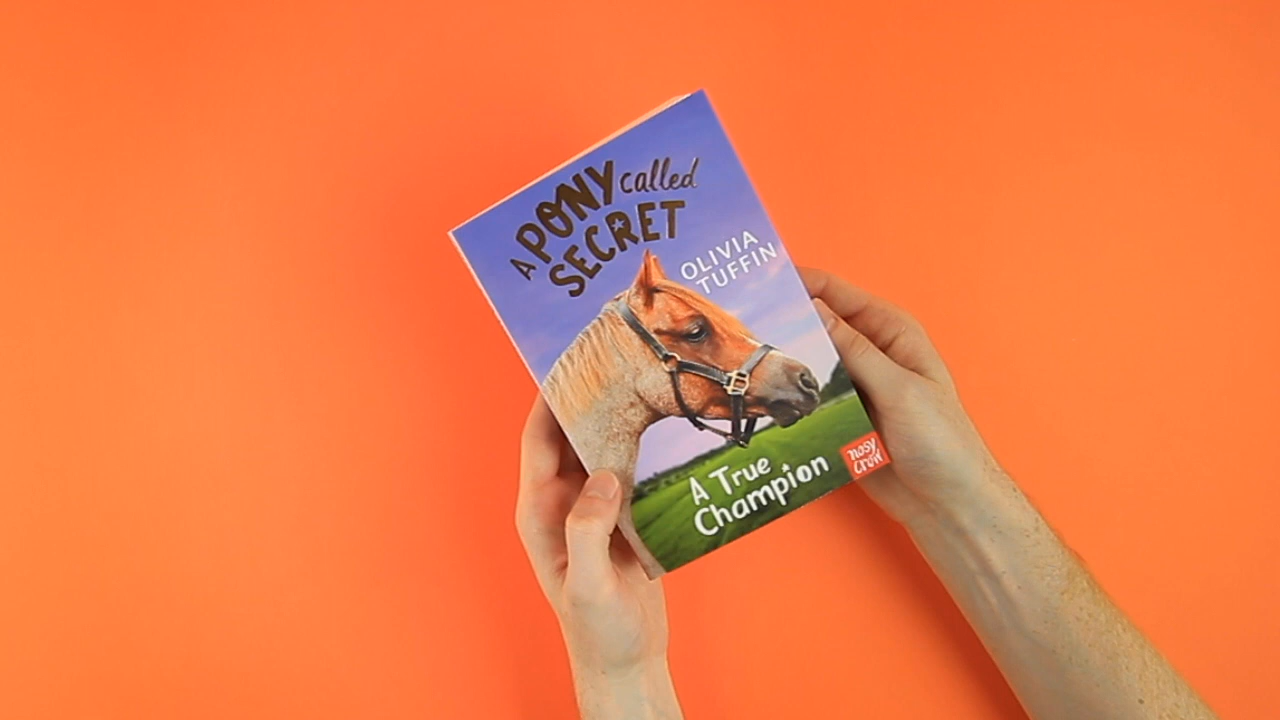 A PONY called
SECRET
OLIVIA
TUFFIN
A True
Champion
nosy
crow